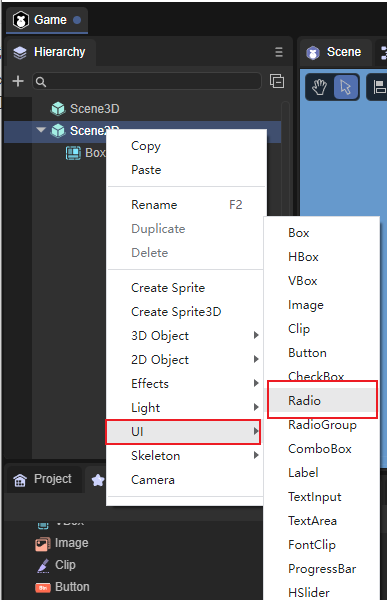 Game
Hierarchy
Scene
Scene3D
Scene2D
Box
Copy
Paste
Rename F2
Duplicate
Delete
Create Sprite
Create Sprite3D
3D Object
2D Object
Effects
Light
UI
Skeleton
Camera
Box
HBox
VBox
Image
Clip
Button
CheckBox
Radio
RadioGroup
ComboBox
Label
TextInput
TextArea
FontClip
ProgressBar
HSlider
Project
VBox
Image
Clip
Button